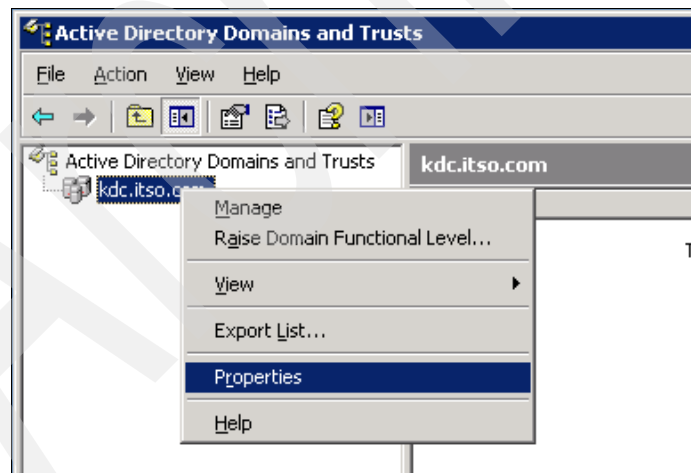 Active Directory Domains and Trusts
File Action View Help
Active Directory Domains and Trusts
kdc.itso.com
kdc.itso.com
Manage
Raise Domain Functional Level...
View
Export List...
Properties
Help